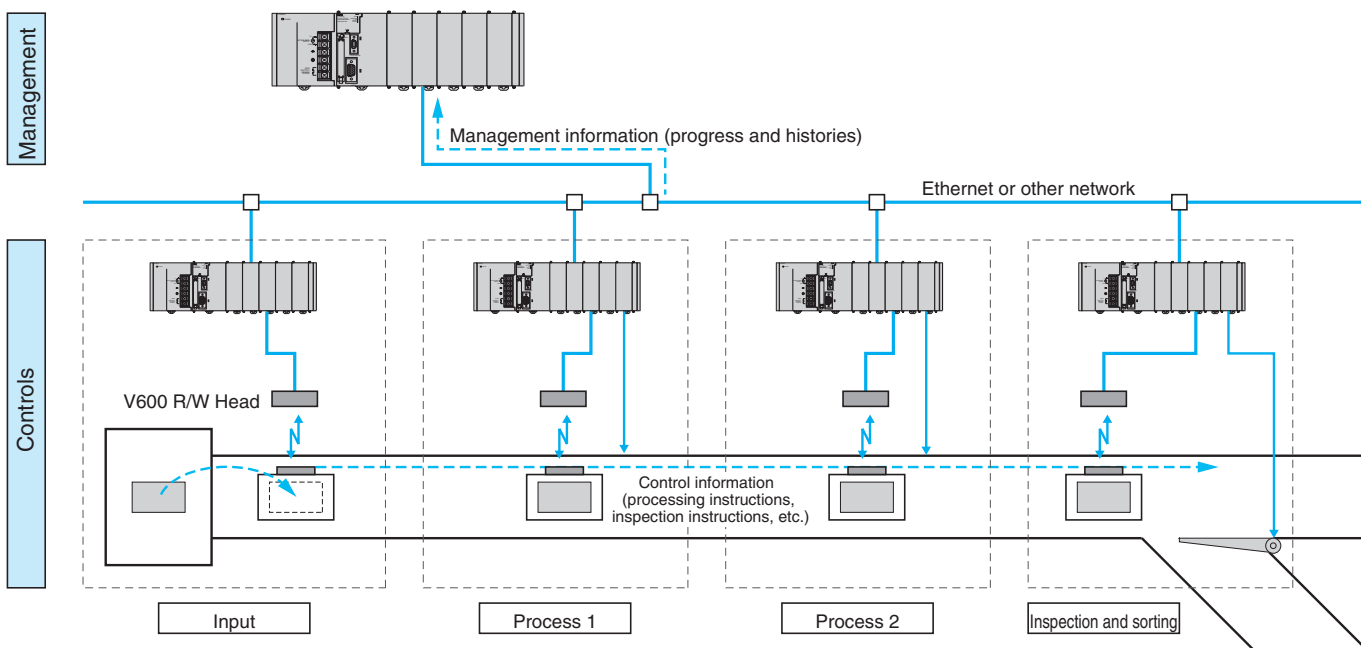 Management
Management information (progress and histories)
Ethernet or other network
Controls
V600 R/W Head
Control information
(processing instructions,
inspection instructions, etc.)
Input
Process 1
Process 2
Inspection and sorting